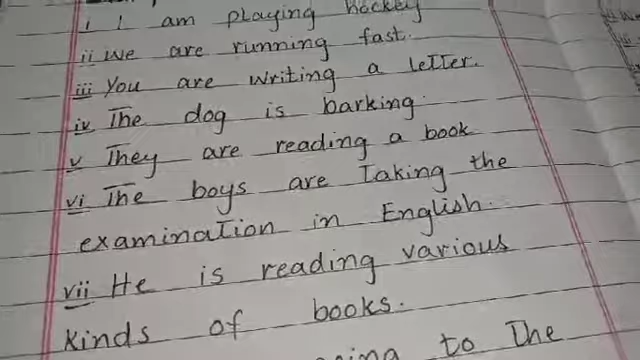 i I am playing hockey
ii We are running fast.
iii You are writing a letter.
iv The dog is barking.
v They are reading a book
vi The boys are taking the
examination in English.
vii He is reading various
kinds of books.
to the